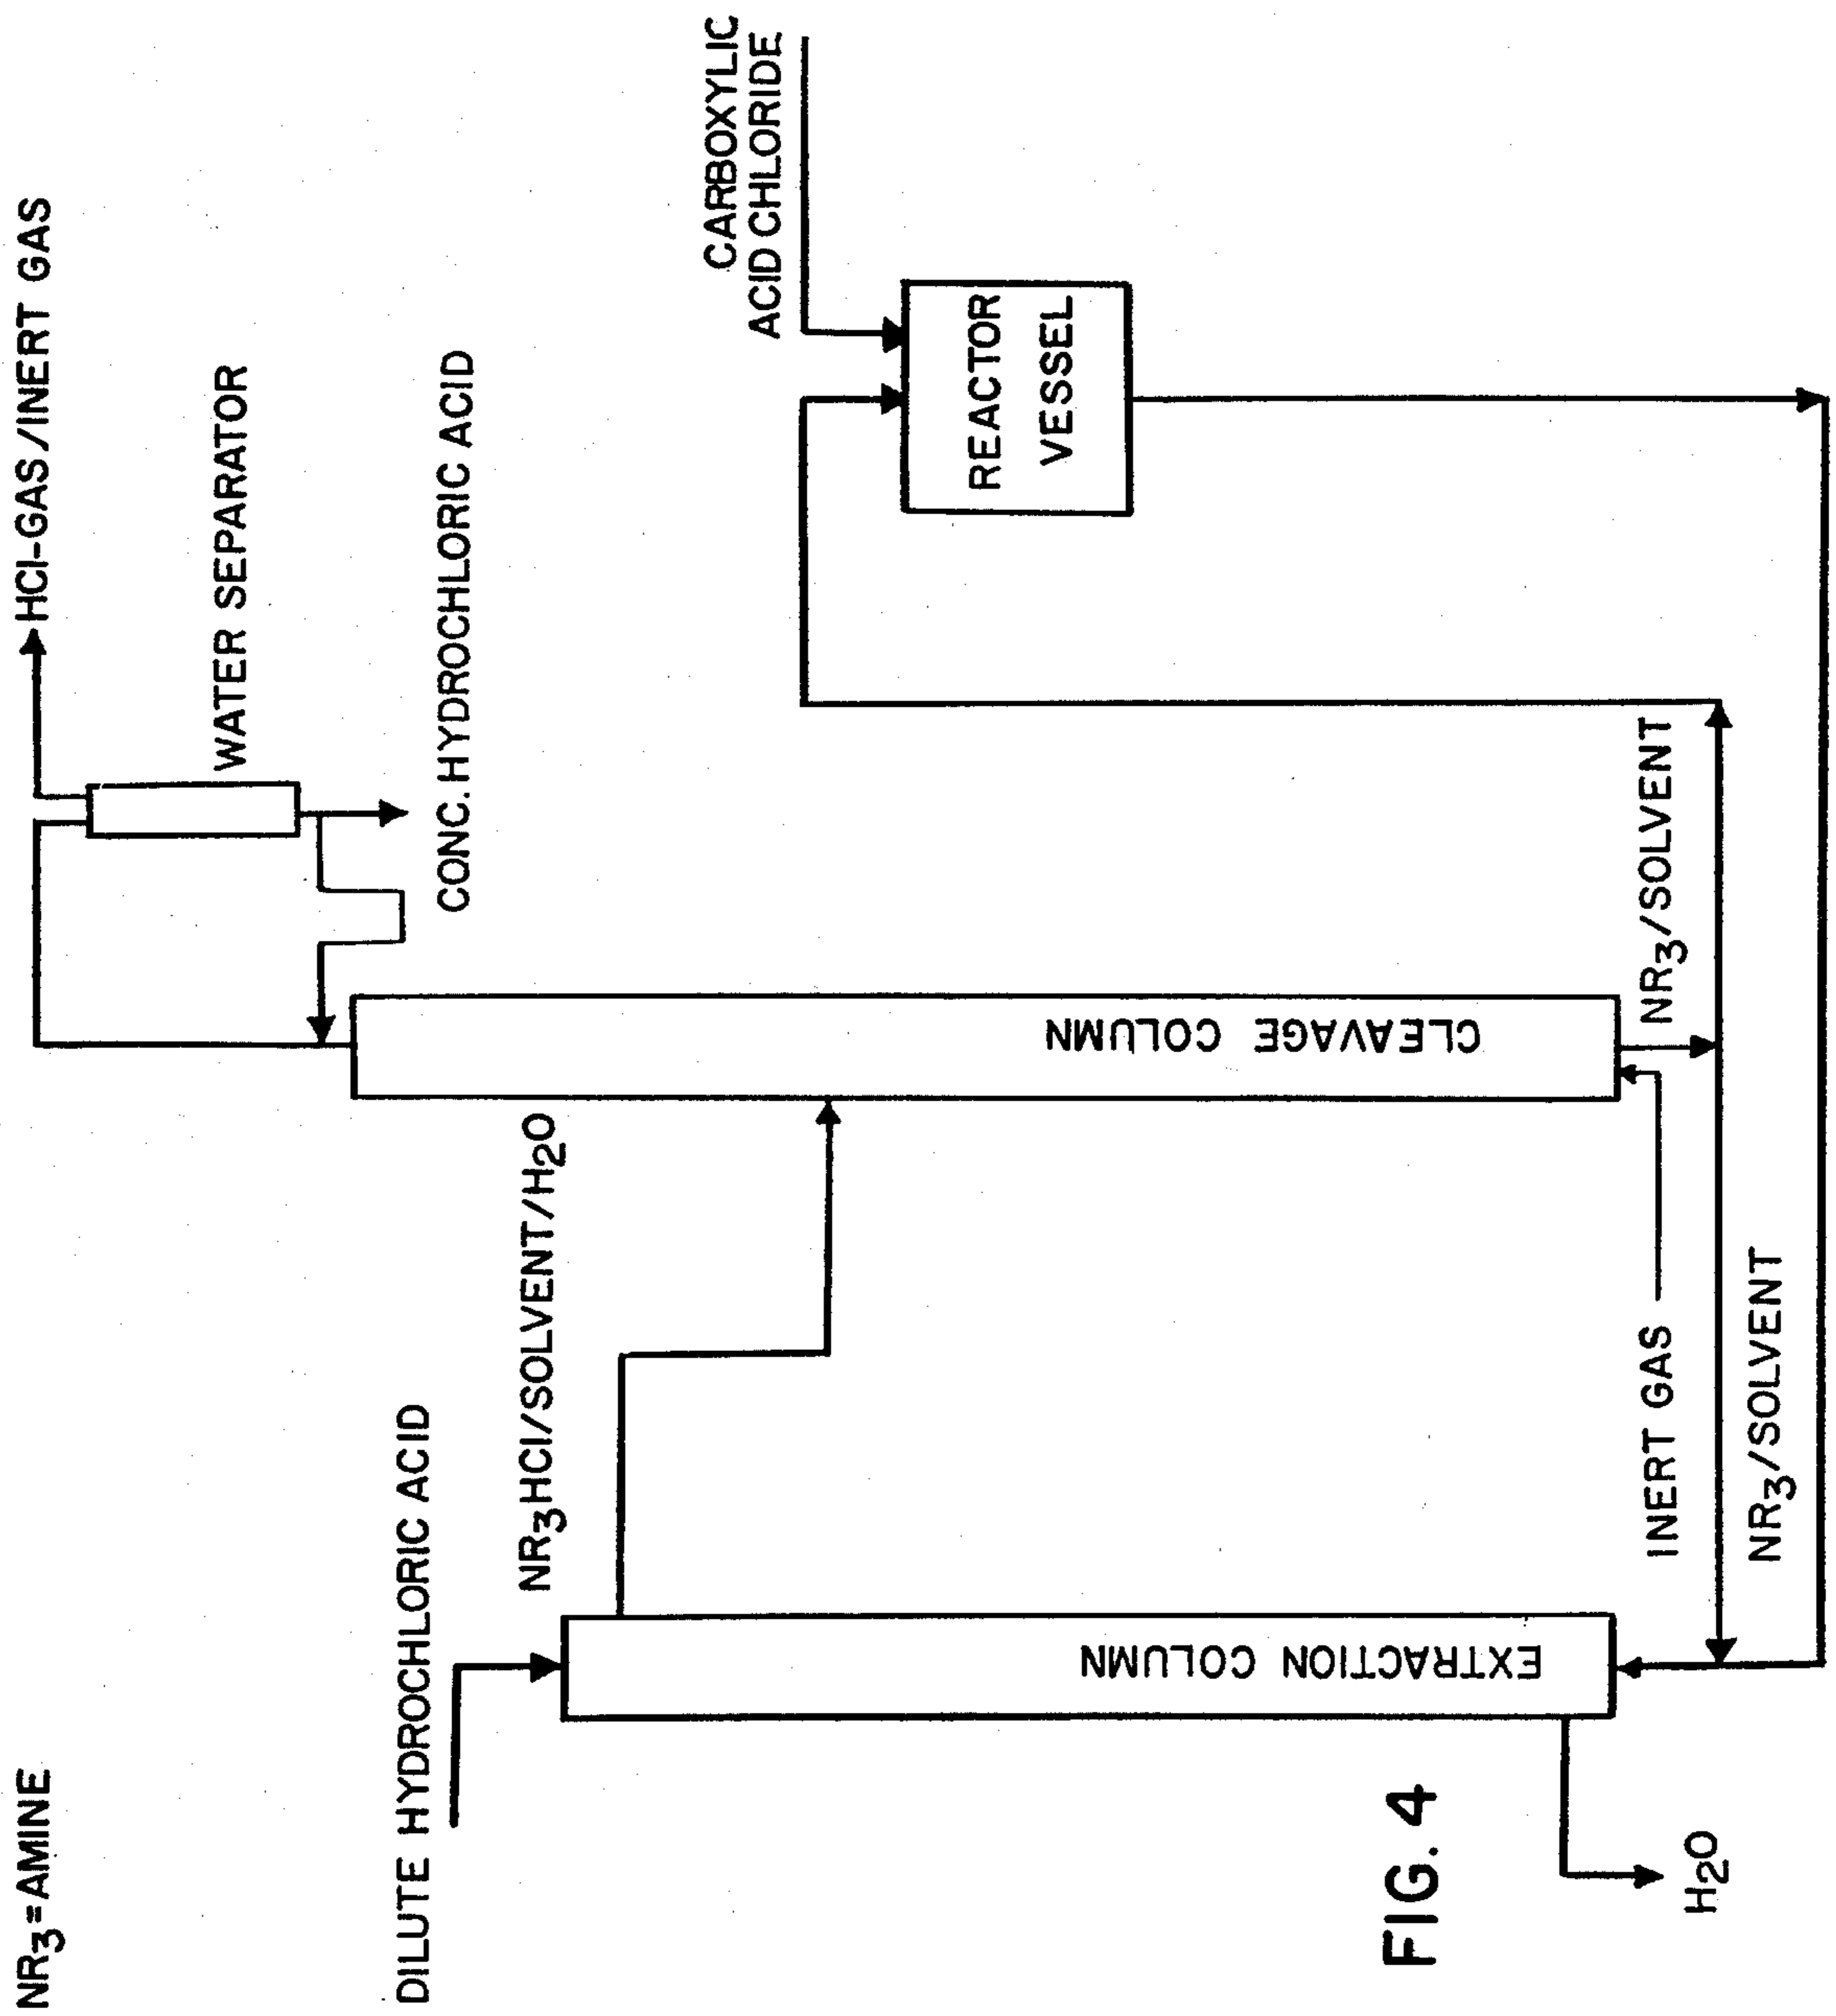 NR3=AMINE
HCl-GAS/INERT GAS
WATER SEPARATOR
CONC. HYDROCHLORIC ACID
DILUTE HYDROCHLORIC ACID
NR3HCl/SOLVENT/H2O
CARBOXYLIC
ACID CHLORIDE
REACTOR
VESSEL
CLEAVAGE COLUMN
EXTRACTION COLUMN
NR3/SOLVENT
INERT GAS
NR3/SOLVENT
H2O
FIG. 4